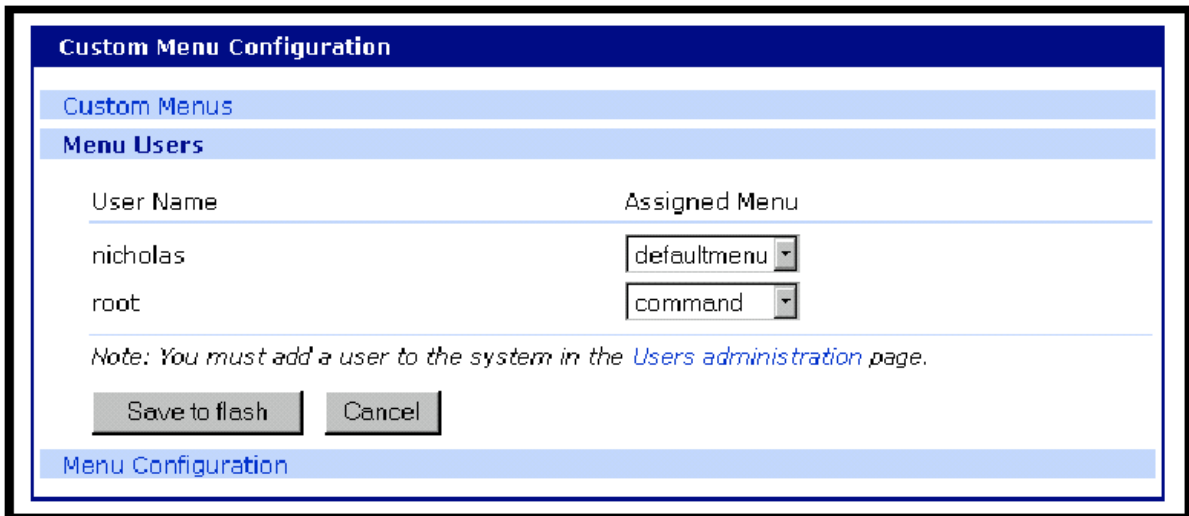 Custom Menu Configuration
Custom Menus
Menu Users
User Name Assigned Menu
nicholas defaultmenu
root command
Note: You must add a user to the system in the Users administration page.
Save to flash Cancel
Menu Configuration